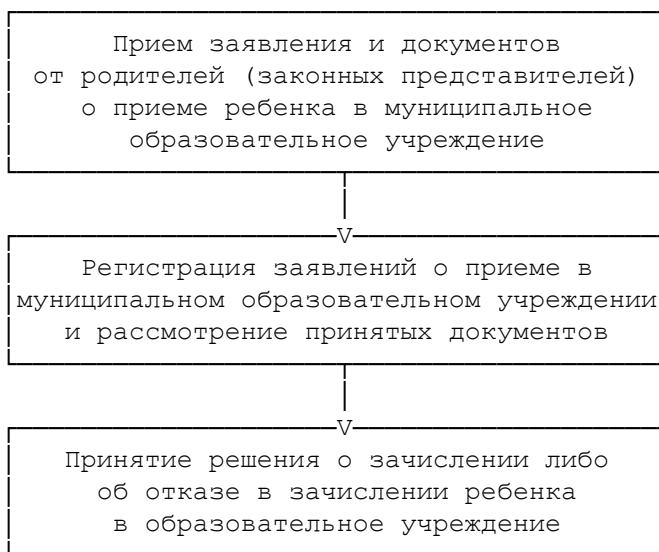 Прием заявления и документов
от родителей (законных представителей)
о приеме ребенка в муниципальное
образовательное учреждение
V
Регистрация заявлений о приеме в
муниципальном образовательном учреждении
и рассмотрение принятых документов
V
Принятие решения о зачислении либо
об отказе в зачислении ребенка
в образовательное учреждение